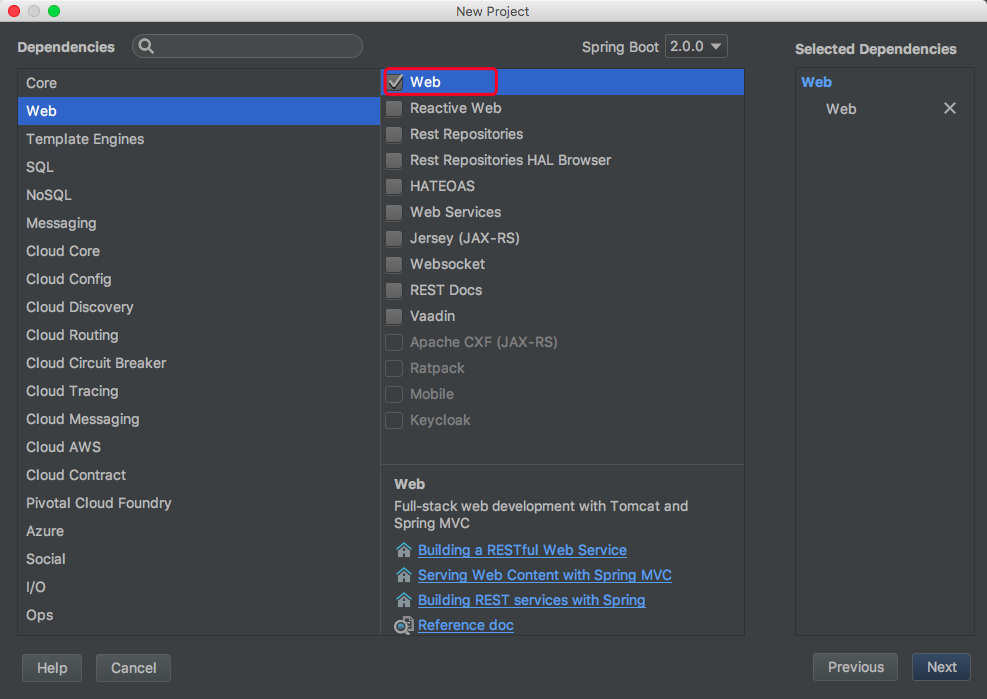 New Project
Dependencies
Spring Boot 2.0.0
Selected Dependencies
Core
Web
Template Engines
SQL
NoSQL
Messaging
Cloud Core
Cloud Config
Cloud Discovery
Cloud Routing
Cloud Circuit Breaker
Cloud Tracing
Cloud Messaging
Cloud AWS
Cloud Contract
Pivotal Cloud Foundry
Azure
Social
I/O
Ops
Web
Reactive Web
Rest Repositories
Rest Repositories HAL Browser
HATEOAS
Web Services
Jersey (JAX-RS)
Websocket
REST Docs
Vaadin
Apache CXF (JAX-RS)
Ratpack
Mobile
Keycloak
Web
Full-stack web development with Tomcat and
Spring MVC
Building a RESTful Web Service
Serving Web Content with Spring MVC
Building REST services with Spring
Reference doc
Web
Web
Help
Cancel
Previous
Next